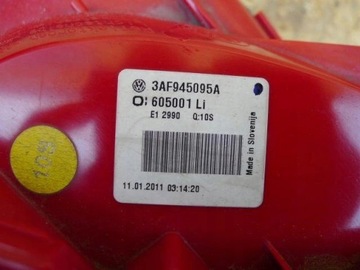 3AF945095A
605001 Li
E1 2990 Q:10S
Made in Slovenija
11.01.2011 03:14:20